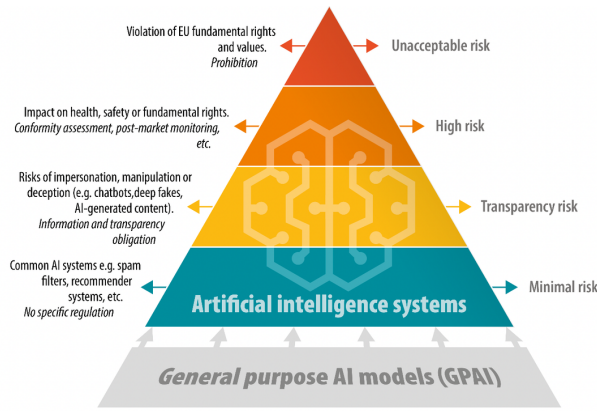 Violation of EU fundamental rights
and values.
Prohibition
Unacceptable risk
Impact on health, safety or fundamental rights.
Conformity assessment, post-market monitoring,
etc.
High risk
Risks of impersonation, manipulation or
deception (e.g. chatbots,deep fakes,
AI-generated content).
Information and transparency
obligation
Transparency risk
Common AI systems e.g. spam
filters, recommender
systems, etc.
No specific regulation
Minimal risk
Artificial intelligence systems
General purpose AI models (GPAI)